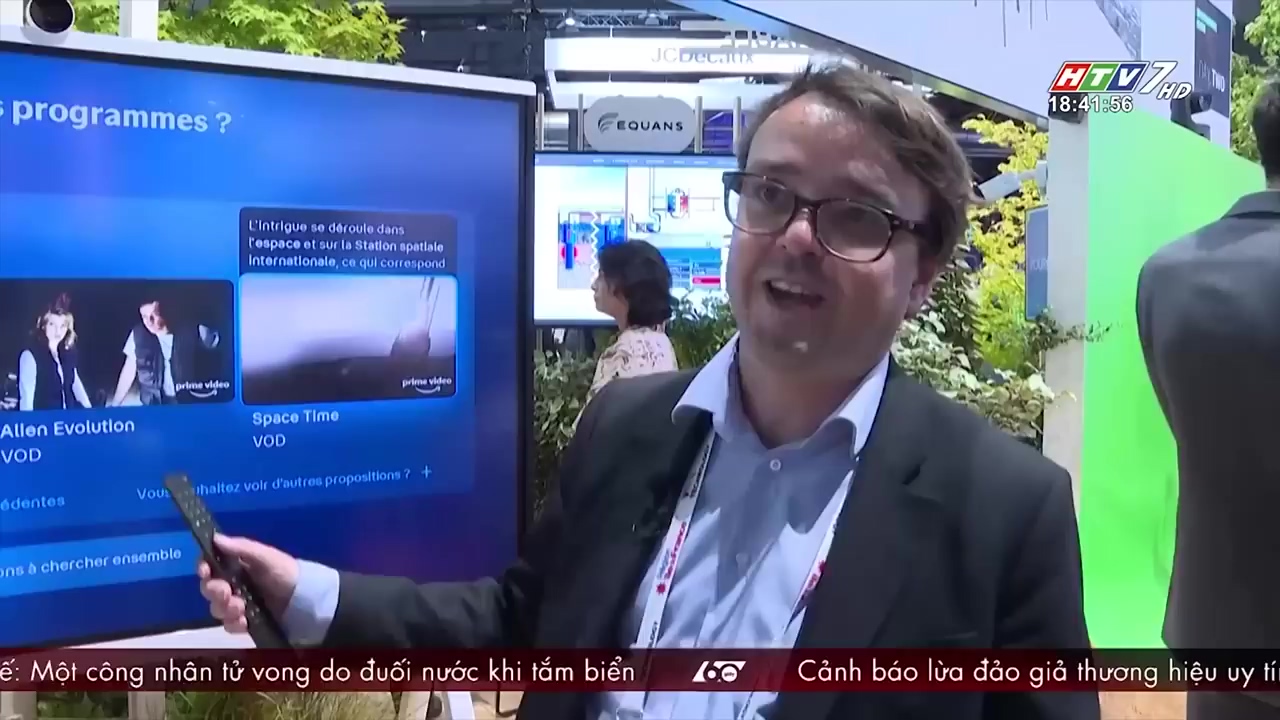 HTV7 HD
18:41:56
JCDecaux
EQUANS
s programmes ?
L'intrigue se déroule dans
l'espace et sur la Station spatiale
Internationale, ce qui correspond
prime video
prime video
Alien Evolution
VOD
Space Time
VOD
Vous souhaitez voir d'autres propositions ? +
édentes
ons à chercher ensemble
ế: Một công nhân tử vong do đuối nước khi tắm biển
60 giây
Cảnh báo lừa đảo giả thương hiệu uy tín